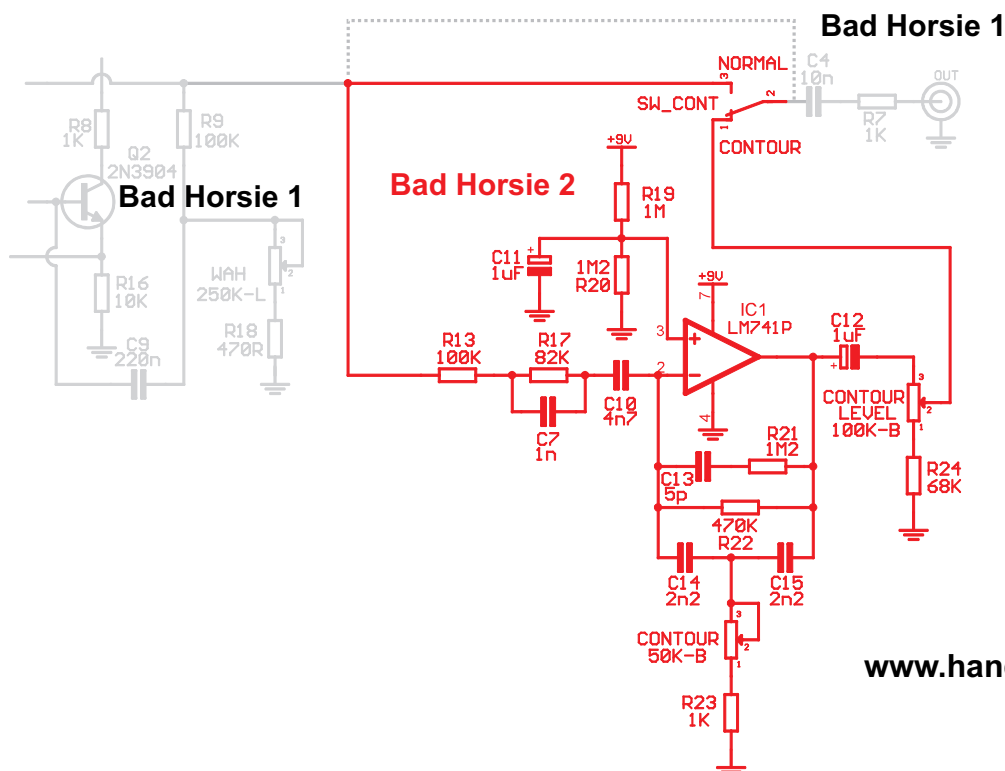 Bad Horsie 1
NORMAL
3
C4
10n
OUT
2
SW_CONT
1
CONTOUR
R7
1K
R8
1K
R9
100K
Q2
2N3904
Bad Horsie 1
Bad Horsie 2
+9V
R19
1M
C11
+
1uF
1M2
R20
+9V
7
IC1
LM741P
3
+
2
-
4
C12
1uF
+
3
2
1
CONTOUR
LEVEL
100K-B
R24
68K
R16
10K
WAH
250K-L
3
2
1
R18
470R
C9
220n
R13
100K
R17
82K
C10
4n7
C7
1n
R21
1M2
C13
5p
470K
R22
C14
2n2
C15
2n2
3
2
1
CONTOUR
50K-B
www.han
R23
1K